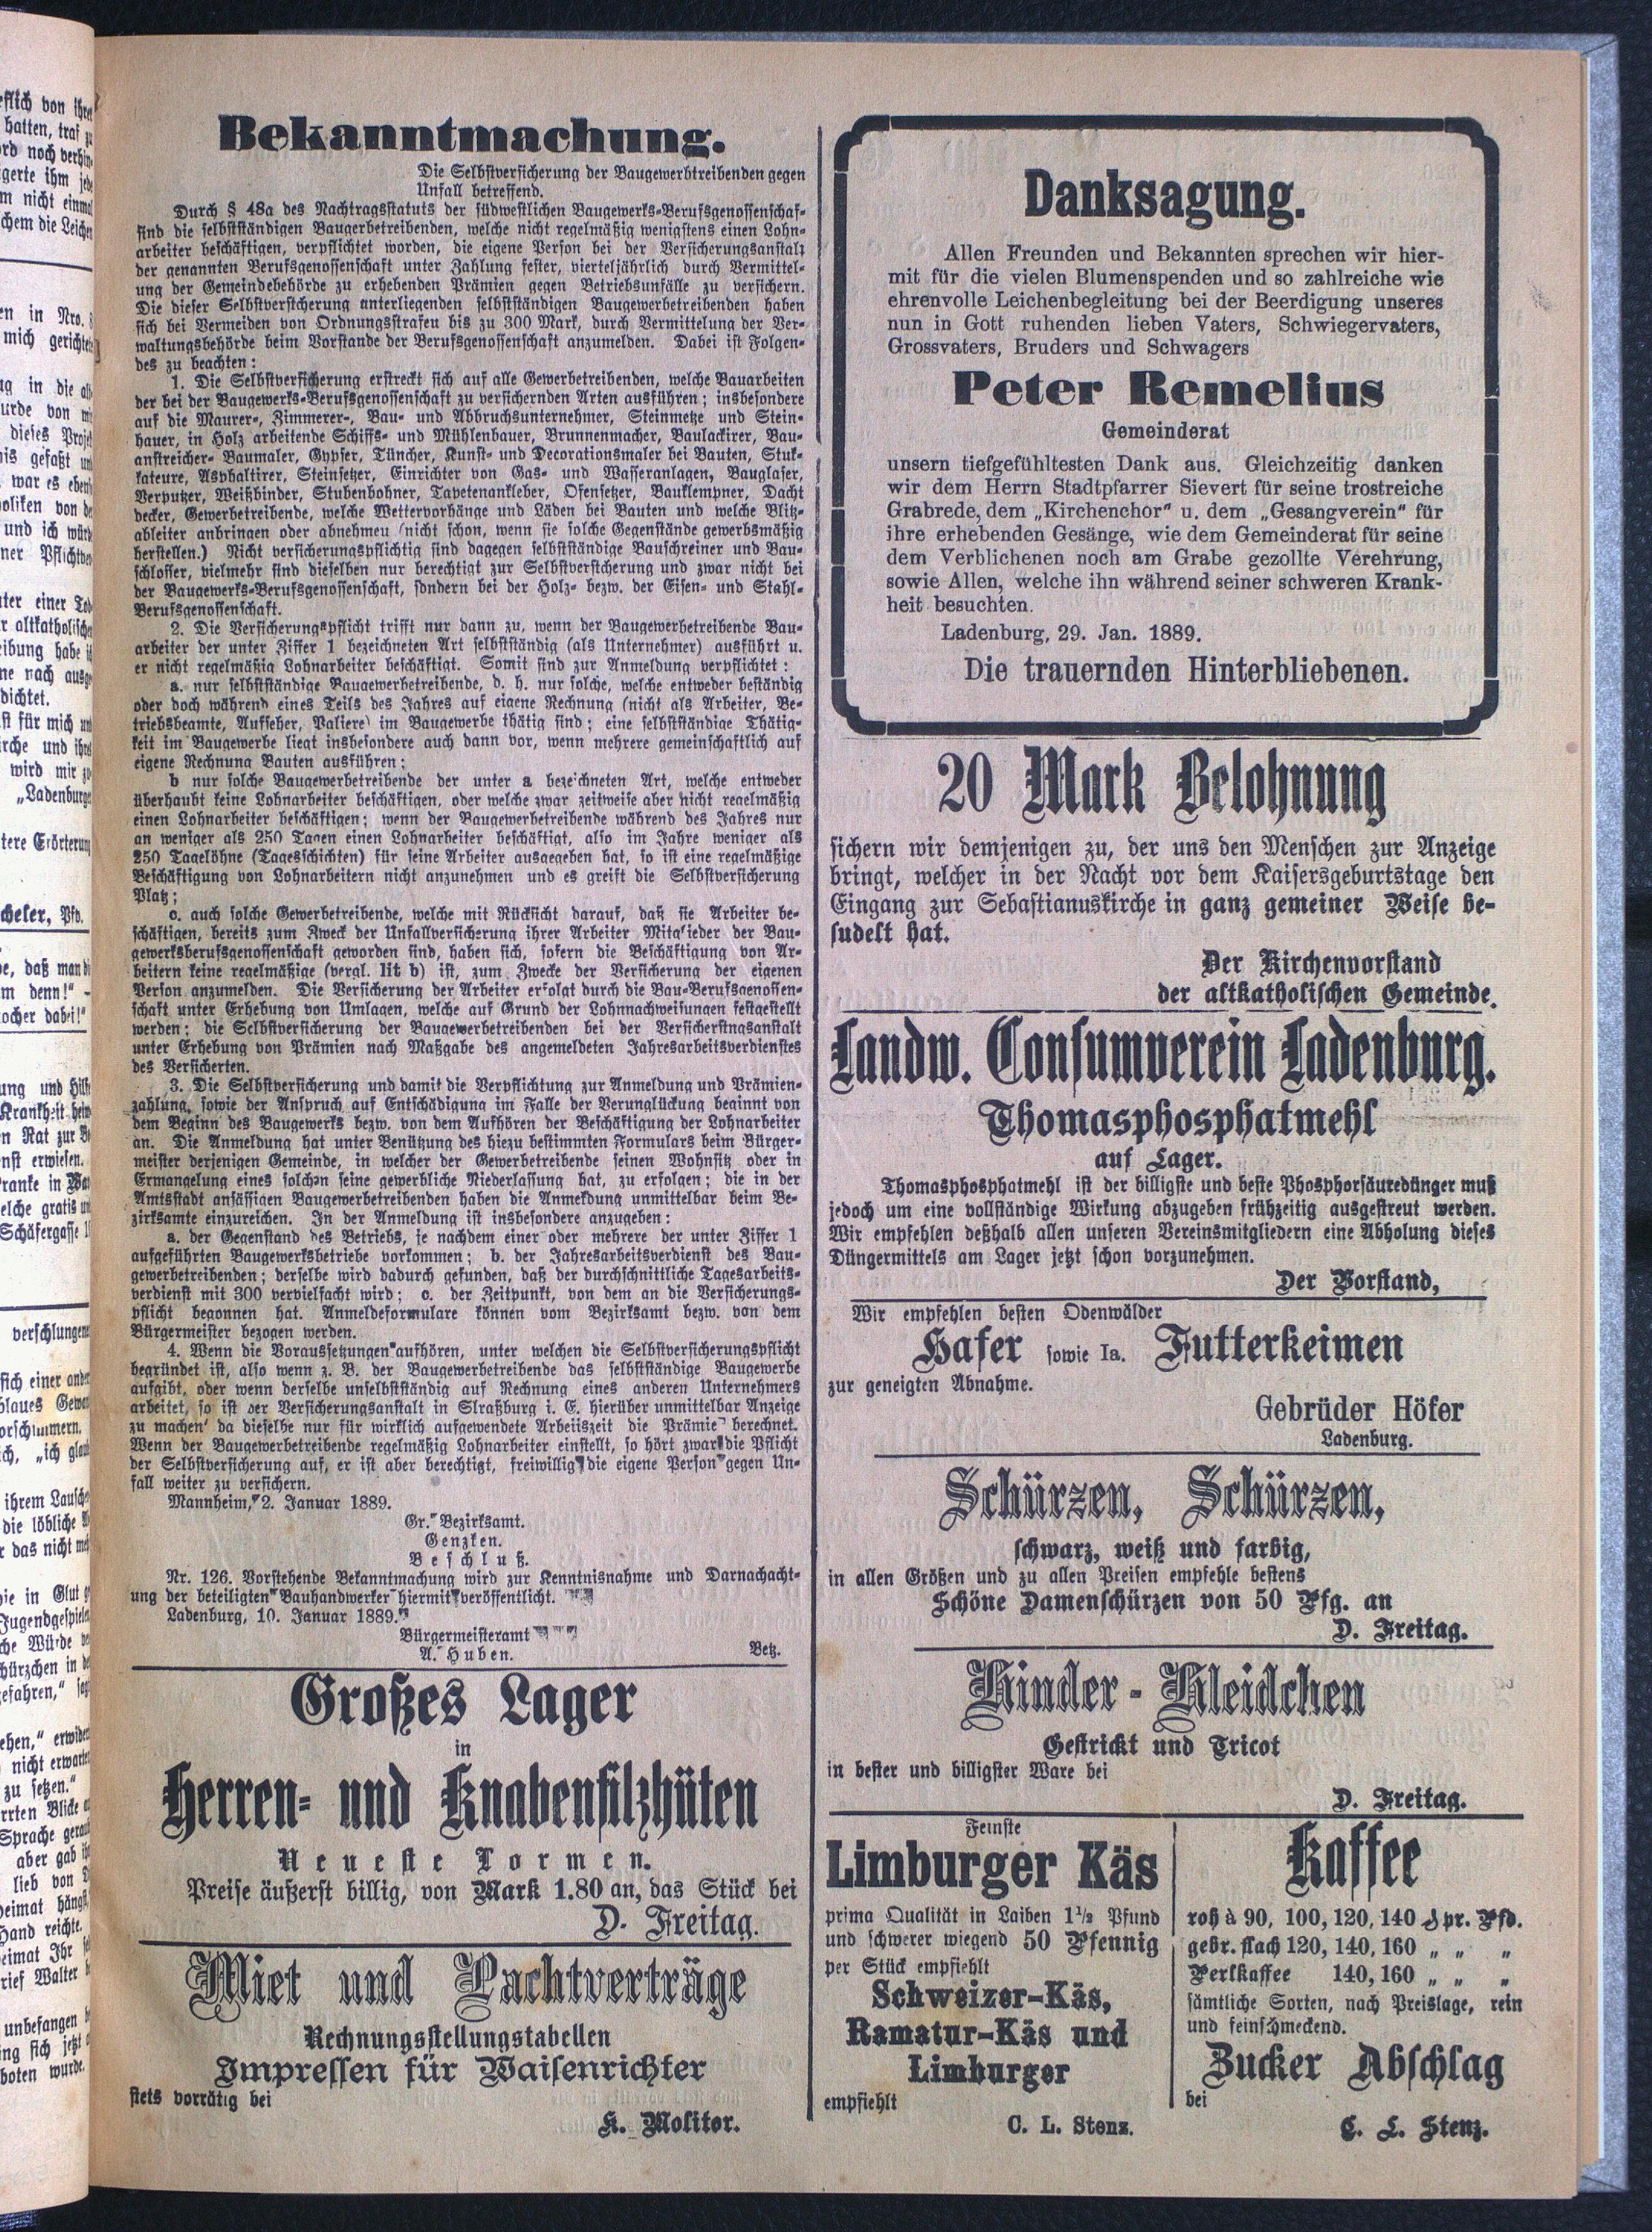 Bekanntmachung.
Die Selbstversicherung der Baugewerbtreibenden gegen
Unfall betreffend.
Durch § 48a des Nachtragsstatuts der südwestlichen Baugewerks-Berufsgenossenschaf-
sind die selbstständigen Baugerbetreibenden, welche nicht regelmäßig wenigstens einen Lohn-
arbeiter beschäftigen, verpflichtet worden, die eigene Person bei der Versicherungsanstalt
der genannten Berufsgenossenschaft unter Zahlung fester, vierteljährlich durch Vermittel-
ung der Gemeindebehörde zu erhebenden Prämien gegen Betriebsunfälle zu versichern.
Die dieser Selbstversicherung unterliegenden selbstständigen Baugewerbetreibenden haben
sich bei Vermeiden von Ordnungsstrafen bis zu 300 Mark, durch Vermittelung der Ver-
waltungsbehörde beim Vorstande der Berufsgenossenschaft anzumelden. Dabei ist Folgen-
des zu beachten:
1. Die Selbstversicherung erstreckt sich auf alle Gewerbetreibenden, welche Bauarbeiten
der bei der Baugewerks-Berufsgenossenschaft zu versichernden Arten ausführen; insbesondere
auf die Maurer-, Zimmerer-, Bau- und Abbruchsunternehmer, Steinmetze und Stein-
hauer, in Holz arbeitende Schiffs- und Mühlenbauer, Brunnenmacher, Baulackirer, Bau-
anstreicher- Baumaler, Gypser, Tüncher, Kunst- und Decorationsmaler bei Bauten, Stuk-
kateure, Asphaltirer, Steinsetzer, Einrichter von Gas- und Wasseranlagen, Bauglaser,
Verputzer, Weißbinder, Stubenbohner, Tapetenankleber, Ofensetzer, Bauklempner, Dacht
decker, Gewerbetreibende, welche Wettervorhänge und Läden bei Bauten und welche Blitz-
ableiter anbringen oder abnehmeu (nicht schon, wenn sie solche Gegenstände gewerbsmäßig
herstellen.) Nicht versicherungspflichtig sind dagegen selbstständige Bauschreiner und Bau-
schlosser, vielmehr sind dieselben nur berechtigt zur Selbstversicherung und zwar nicht bei
der Baugewerks-Berufsgenossenschaft, sondern bei der Holz- bezw. der Eisen- und Stahl-
Berufsgenossenschaft.
2. Die Versicherungspflicht trifft nur dann zu, wenn der Baugewerbetreibende Bau-
arbeiter der unter Ziffer 1 bezeichneten Art selbstständig (als Unternehmer) ausführt u.
er nicht regelmäßig Lohnarbeiter beschäftigt. Somit sind zur Anmeldung verpflichtet:
a. nur selbstständige Baugewerbetreibende, d. h. nur solche, welche entweder beständig
oder doch während eines Teils des Jahres auf eigene Rechnung (nicht als Arbeiter, Be-
triebsbeamte, Aufseher, Paliere) im Baugewerbe thätig sind; eine selbstständige Thätig-
keit im Baugewerbe liegt insbesondere auch dann vor, wenn mehrere gemeinschaftlich auf
eigene Rechnung Bauten ausführen;
b nur solche Baugewerbetreibende der unter a bezeichneten Art, welche entweder
überhaupt keine Lohnarbeiter beschäftigen, oder welche zwar zeitweise aber nicht regelmäßig
einen Lohnarbeiter beschäftigen; wenn der Baugewerbetreibende während des Jahres nur
an weniger als 250 Tagen einen Lohnarbeiter beschäftigt, also im Jahre weniger als
250 Tagelöhne (Tagesschichten) für seine Arbeiter ausgegeben hat, so ist eine regelmäßige
Beschäftigung von Lohnarbeitern nicht anzunehmen und es greift die Selbstversicherung
Platz;
c. auch solche Gewerbetreibende, welche mit Rücksicht darauf, daß sie Arbeiter be-
schäftigen, bereits zum Zweck der Unfallversicherung ihrer Arbeiter Mitglieder der Bau-
gewerksberufsgenossenschaft geworden sind, haben sich, sofern die Beschäftigung von Ar-
beitern keine regelmäßige (vergl. lit b) ist, zum Zwecke der Versicherung der eigenen
Person anzumelden. Die Versicherung der Arbeiter erfolgt durch die Bau-Berufsgenossen-
schaft unter Erhebung von Umlagen, welche auf Grund der Lohnnachweisungen festgestellt
werden; die Selbstversicherung der Baugewerbetreibenden bei der Versicherungsanstalt
unter Erhebung von Prämien nach Maßgabe des angemeldeten Jahresarbeitsverdienstes
des Versicherten.
3. Die Selbstversicherung und damit die Verpflichtung zur Anmeldung und Prämien-
zahlung, sowie der Anspruch auf Entschädigung im Falle der Verunglückung beginnt von
dem Beginn des Baugewerks bezw. von dem Aufhören der Beschäftigung der Lohnarbeiter
an. Die Anmeldung hat unter Benützung des hiezu bestimmten Formulars beim Bürger-
meister derjenigen Gemeinde, in welcher der Gewerbetreibende seinen Wohnsitz oder in
Ermangelung eines solchen seine gewerbliche Niederlassung hat, zu erfolgen; die in der
Amtsstadt ansässigen Baugewerbetreibenden haben die Anmeldung unmittelbar beim Be-
zirksamte einzureichen. In der Anmeldung ist insbesondere anzugeben:
a. der Gegenstand des Betriebs, je nachdem einer oder mehrere der unter Ziffer 1
aufgeführten Baugewerksbetriebe vorkommen; b. der Jahresarbeitsverdienst des Bau-
gewerbetreibenden; derselbe wird dadurch gefunden, daß der durchschnittliche Tagesarbeits-
verdienst mit 300 vervielfacht wird; c. der Zeitpunkt, von dem an die Versicherungs-
pflicht begonnen hat. Anmeldeformulare können vom Bezirksamt bezw. von dem
Bürgermeister bezogen werden.
4. Wenn die Voraussetzungen aufhören, unter welchen die Selbstversicherungspflicht
begründet ist, also wenn z. B. der Baugewerbetreibende das selbstständige Baugewerbe
aufgibt, oder wenn derselbe unselbstständig auf Rechnung eines anderen Unternehmers
arbeitet, so ist der Versicherungsanstalt in Straßburg i. E. hierüber unmittelbar Anzeige
zu machen' da dieselbe nur für wirklich aufgewendete Arbeitszeit die Prämie berechnet.
Wenn der Baugewerbetreibende regelmäßig Lohnarbeiter einstellt, so hört zwar die Pflicht
der Selbstversicherung auf, er ist aber berechtigt, freiwillig die eigene Person gegen Un-
fall weiter zu versichern.
Mannheim, 2. Januar 1889.
Gr. Bezirksamt.
Genzken.
Beschluß.
Nr. 126. Vorstehende Bekanntmachung wird zur Kenntnisnahme und Darnachacht-
ung der beteiligten Bauhandwerker hiermit veröffentlicht.
Ladenburg, 10. Januar 1889.
Bürgermeisteramt
A. Huben.
Betz.
Großes Lager
in
Herren- und Knabenfilzhüten
Neueste Formen.
Preise äußerst billig, von Mark 1.80 an, das Stück bei
D. Freitag.
Miet und Pachtverträge
Rechnungsstellungstabellen
Impressen für Waisenrichter
stets vorrätig bei
K. Molitor.
Danksagung.
Allen Freunden und Bekannten sprechen wir hier-
mit für die vielen Blumenspenden und so zahlreiche wie
ehrenvolle Leichenbegleitung bei der Beerdigung unseres
nun in Gott ruhenden lieben Vaters, Schwiegervaters,
Grossvaters, Bruders und Schwagers
Peter Remelius
Gemeinderat
unsern tiefgefühltesten Dank aus. Gleichzeitig danken
wir dem Herrn Stadtpfarrer Sievert für seine trostreiche
Grabrede, dem „Kirchenchor" u. dem „Gesangverein" für
ihre erhebenden Gesänge, wie dem Gemeinderat für seine
dem Verblichenen noch am Grabe gezollte Verehrung,
sowie Allen, welche ihn während seiner schweren Krank-
heit besuchten.
Ladenburg, 29. Jan. 1889.
Die trauernden Hinterbliebenen.
20 Mark Belohnung
sichern wir demjenigen zu, der uns den Menschen zur Anzeige
bringt, welcher in der Nacht vor dem Kaisersgeburtstage den
Eingang zur Sebastianuskirche in ganz gemeiner Weise be-
sudelt hat.
Der Kirchenvorstand
der altkatholischen Gemeinde.
Landw. Consumverein Ladenburg.
Thomasphosphatmehl
auf Lager.
Thomasphosphatmehl ist der billigste und beste Phosphorsäuredünger muß
jedoch um eine vollständige Wirkung abzugeben frühzeitig ausgestreut werden.
Wir empfehlen deßhalb allen unseren Vereinsmitgliedern eine Abholung dieses
Düngermittels am Lager jetzt schon vorzunehmen.
Der Vorstand,
Wir empfehlen besten Odenwälder
Hafer sowie Ia. Futterkeimen
zur geneigten Abnahme.
Gebrüder Höfer
Ladenburg.
Schürzen, Schürzen,
schwarz, weiß und farbig,
in allen Größen und zu allen Preisen empfehle bestens
Schöne Damenschürzen von 50 Pfg. an
D. Freitag.
Kinder-Kleidchen
Gestrickt und Tricot
in bester und billigster Ware bei
D. Freitag.
Feinste
Limburger Käs
prima Qualität in Laiben 1½ Pfund
und schwerer wiegend 50 Pfennig
per Stück empfiehlt
Schweizer-Käs,
Ramatur-Käs und
Limburger
empfiehlt
C. L. Stenz.
Kaffee
roh à 90, 100, 120, 140 ₰ pr. Pfd.
gebr. flach 120, 140, 160 „ „ „
Perlkaffee 140, 160 „ „ „
sämtliche Sorten, nach Preislage, rein
und feinschmeckend.
Zucker Abschlag
bei
C. L. Stenz.